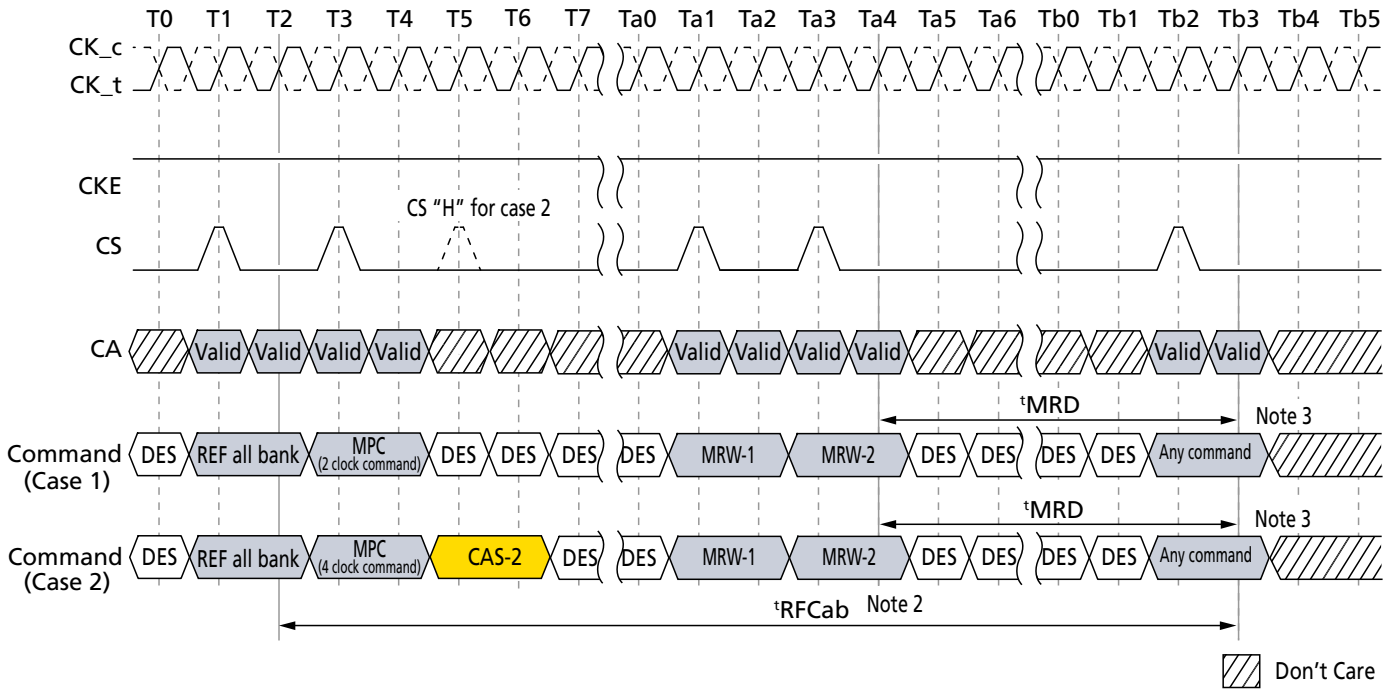 T0 T1 T2 T3 T4 T5 T6 T7 Ta0 Ta1 Ta2 Ta3 Ta4 Ta5 Ta6 Tb0 Tb1 Tb2 Tb3 Tb4 Tb5
CK_c
CK_t
CKE
CS “H” for case 2
CS
CA Valid Valid Valid Valid Valid Valid Valid Valid Valid Valid
tMRD
Note 3
Command
(Case 1)
DES REF all bank MPC
(2 clock command)
DES DES DES DES MRW-1 MRW-2 DES DES DES DES Any command
tMRD
Note 3
Command
(Case 2)
DES REF all bank MPC
(4 clock command)
CAS-2 DES DES MRW-1 MRW-2 DES DES DES DES Any command
tRFCab Note 2
Don't Care